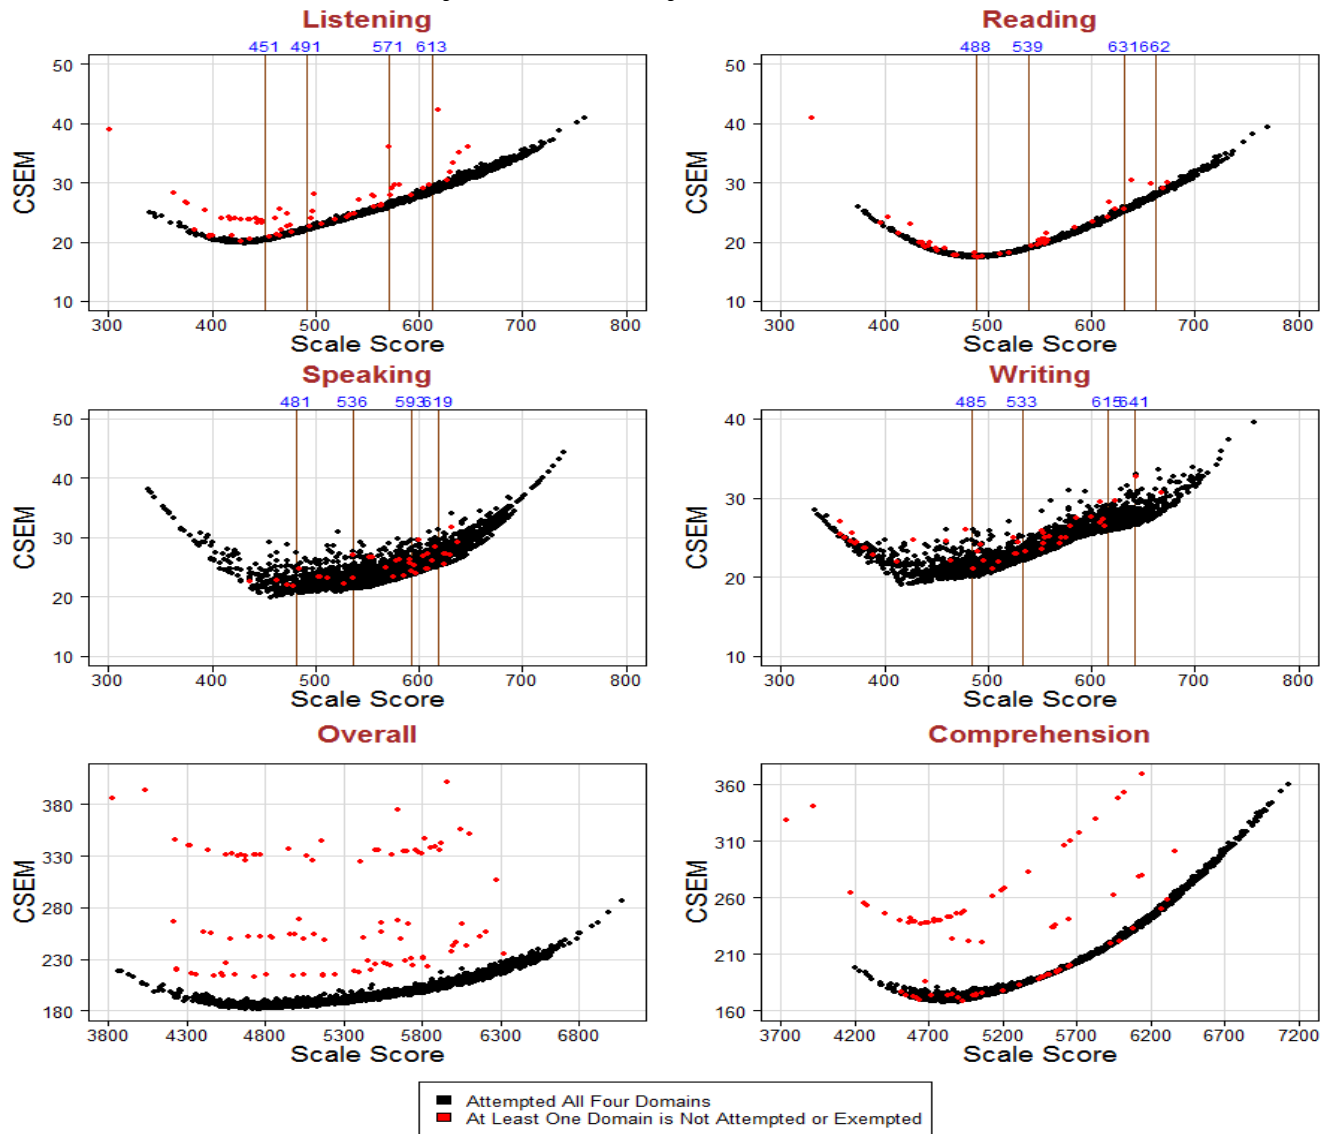 Listening
451 491 571 613
50
40
30
20
10
CSEM
300 400 500 600 700 800
Scale Score
Reading
488 539 631 662
50
40
30
20
10
CSEM
300 400 500 600 700 800
Scale Score
Speaking
481 536 593 619
50
40
30
20
10
CSEM
300 400 500 600 700 800
Scale Score
Writing
485 533 615 641
40
30
20
10
CSEM
300 400 500 600 700 800
Scale Score
Overall
380
330
280
230
180
CSEM
3800 4300 4800 5300 5800 6300 6800
Scale Score
Comprehension
360
310
260
210
160
CSEM
3700 4200 4700 5200 5700 6200 6700 7200
Scale Score
Attempted All Four Domains
At Least One Domain is Not Attempted or Exempted